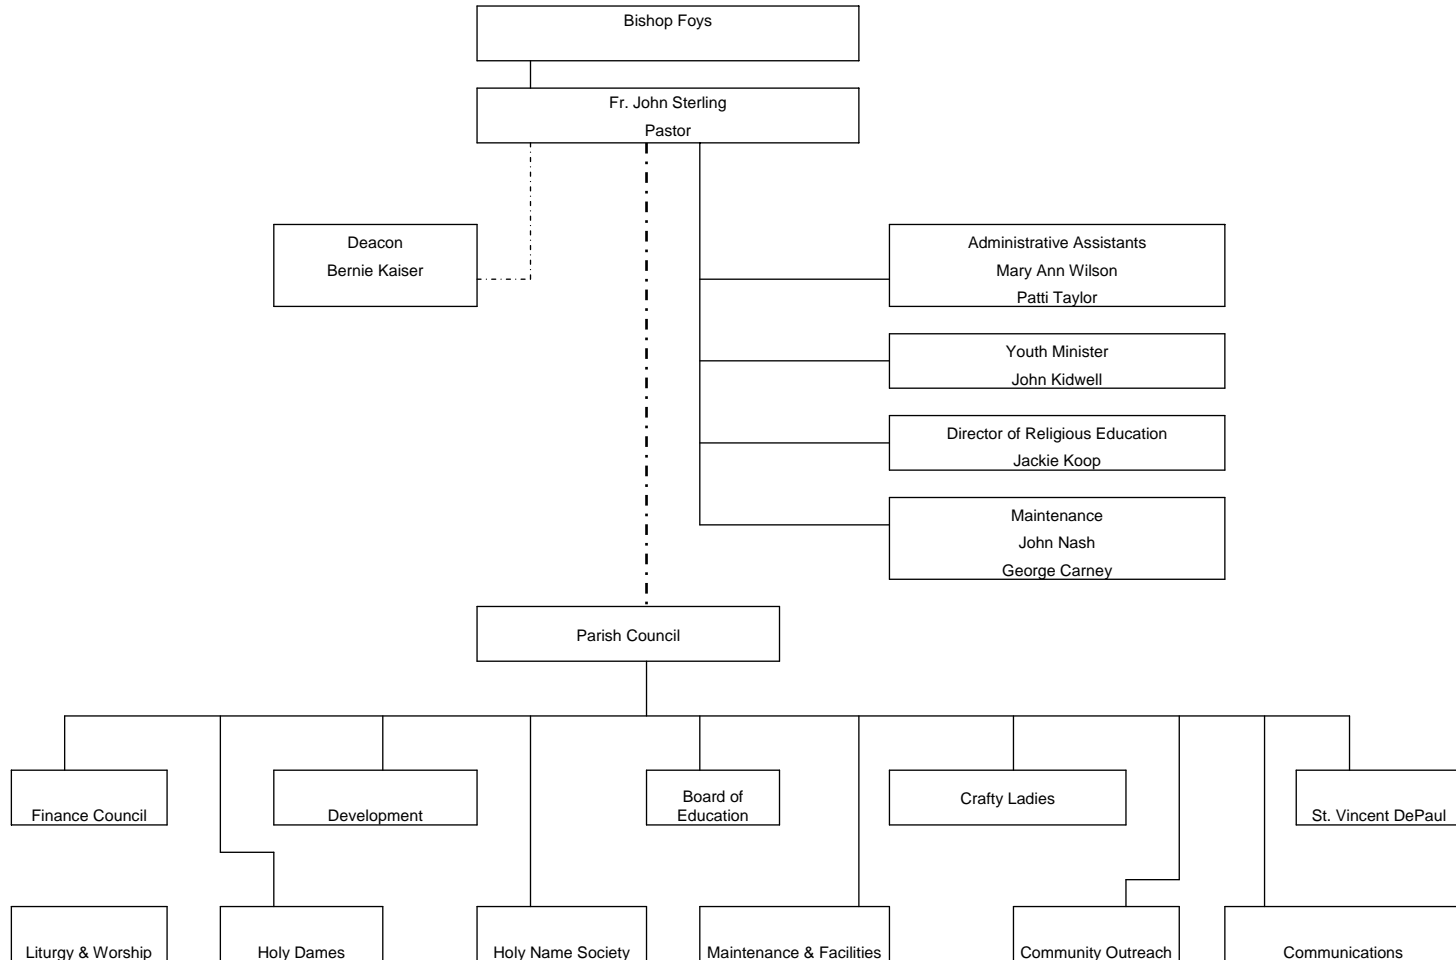 Bishop Foys
Fr. John Sterling
Pastor
Deacon
Bernie Kaiser
Administrative Assistants
Mary Ann Wilson
Patti Taylor
Youth Minister
John Kidwell
Director of Religious Education
Jackie Koop
Maintenance
John Nash
George Carney
Parish Council
Finance Council
Development
Board of
Education
Crafty Ladies
St. Vincent DePaul
Liturgy & Worship
Holy Dames
Holy Name Society
Maintenance & Facilities
Community Outreach
Communications